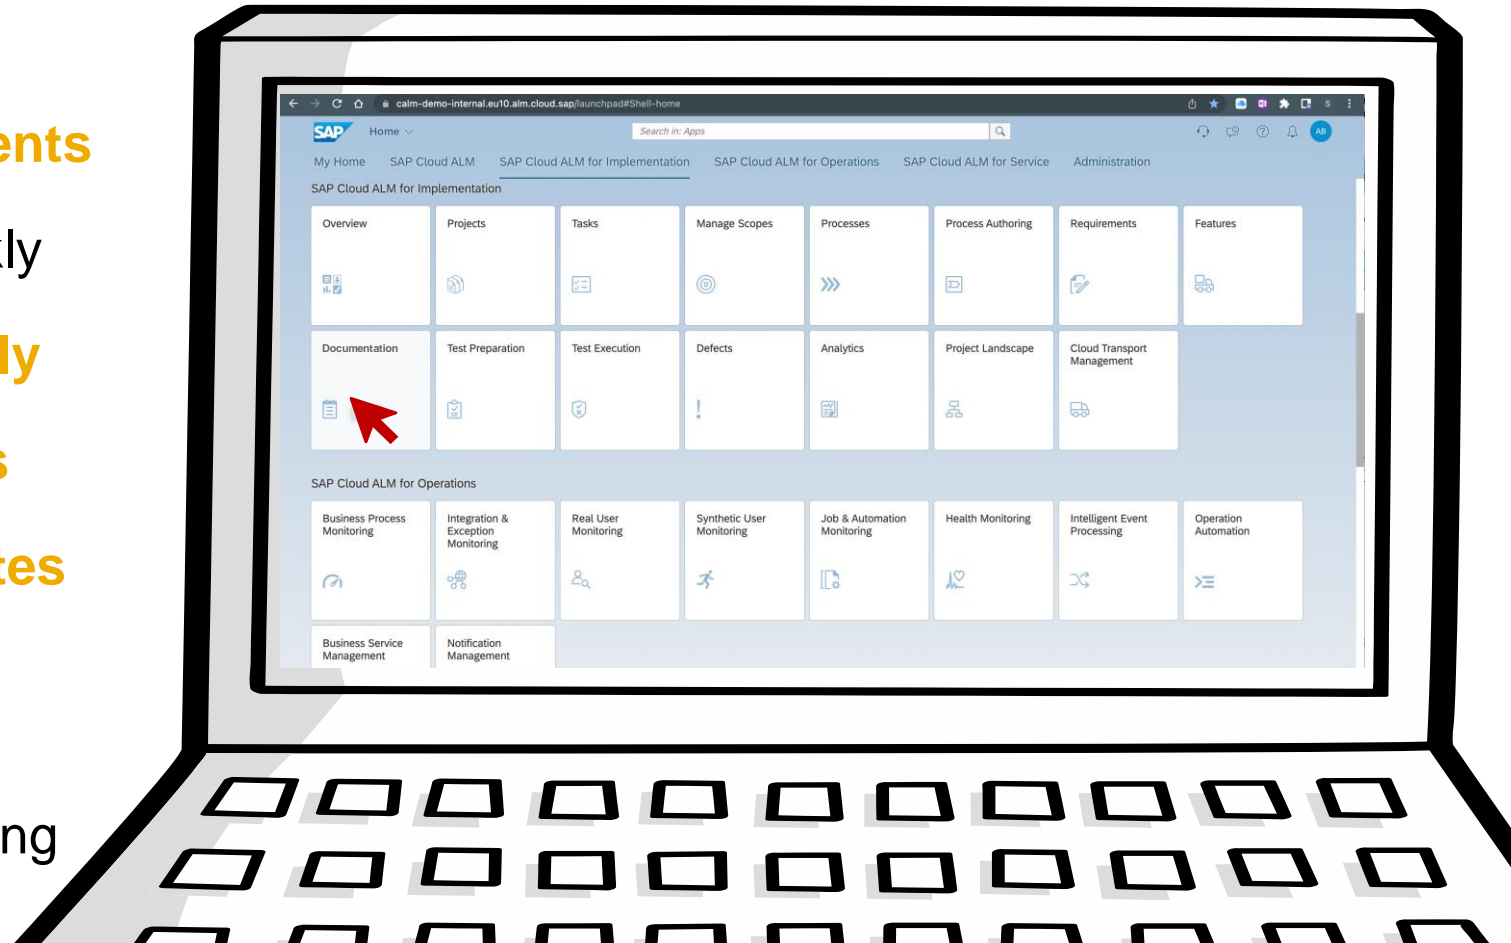 ents
kly
ly
s
tes
ng
calm-demo-internal.eu10.alm.cloud.sap/launchpad#Shell-home
S
SAP Home Search in: Apps AB
My Home SAP Cloud ALM SAP Cloud ALM for Implementation SAP Cloud ALM for Operations SAP Cloud ALM for Service Administration
SAP Cloud ALM for Implementation
Overview Projects Tasks Manage Scopes Processes Process Authoring Requirements Features
Documentation Test Preparation Test Execution Defects Analytics Project Landscape Cloud Transport
Management
SAP Cloud ALM for Operations
Business Process
Monitoring
Integration &
Exception
Monitoring
Real User
Monitoring
Synthetic User
Monitoring
Job & Automation
Monitoring
Health Monitoring
Intelligent Event
Processing
Operation
Automation
Business Service
Management
Notification
Management